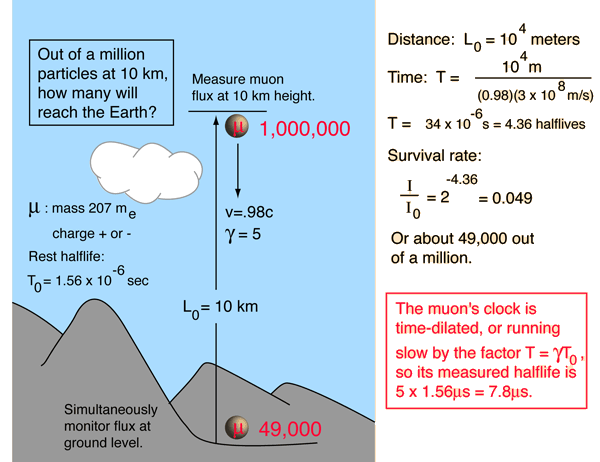 Out of a million
particles at 10 km,
how many will
reach the Earth?
Measure muon
flux at 10 km height.
μ 1,000,000
μ : mass 207 mₑ
charge + or -
Rest halflife:
T₀ = 1.56 x 10⁻⁶ sec
v=.98c
γ = 5
L₀ = 10 km
Simultaneously
monitor flux at
ground level.
μ 49,000
Distance: L₀ = 10⁴ meters
Time: T = 10⁴ m
(0.98)(3 x 10⁸ m/s)
T = 34 x 10⁻⁶ s = 4.36 halflives
Survival rate:
I / I₀ = 2⁻⁴·³⁶ = 0.049
Or about 49,000 out
of a million.
The muon's clock is
time-dilated, or running
slow by the factor T = γT₀ ,
so its measured halflife is
5 x 1.56μs = 7.8μs.